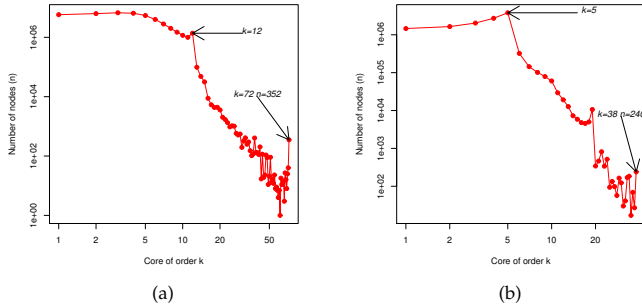 k=12
k=72 n=352
Number of nodes (n)
1e+06
1e+04
1e+02
1e+00
1 2 5 10 20 50
Core of order k
(a)
k=5
k=38 n=240
Number of nodes (n)
1e+06
1e+05
1e+04
1e+03
1e+02
1 2 5 10 20
Core of order k
(b)